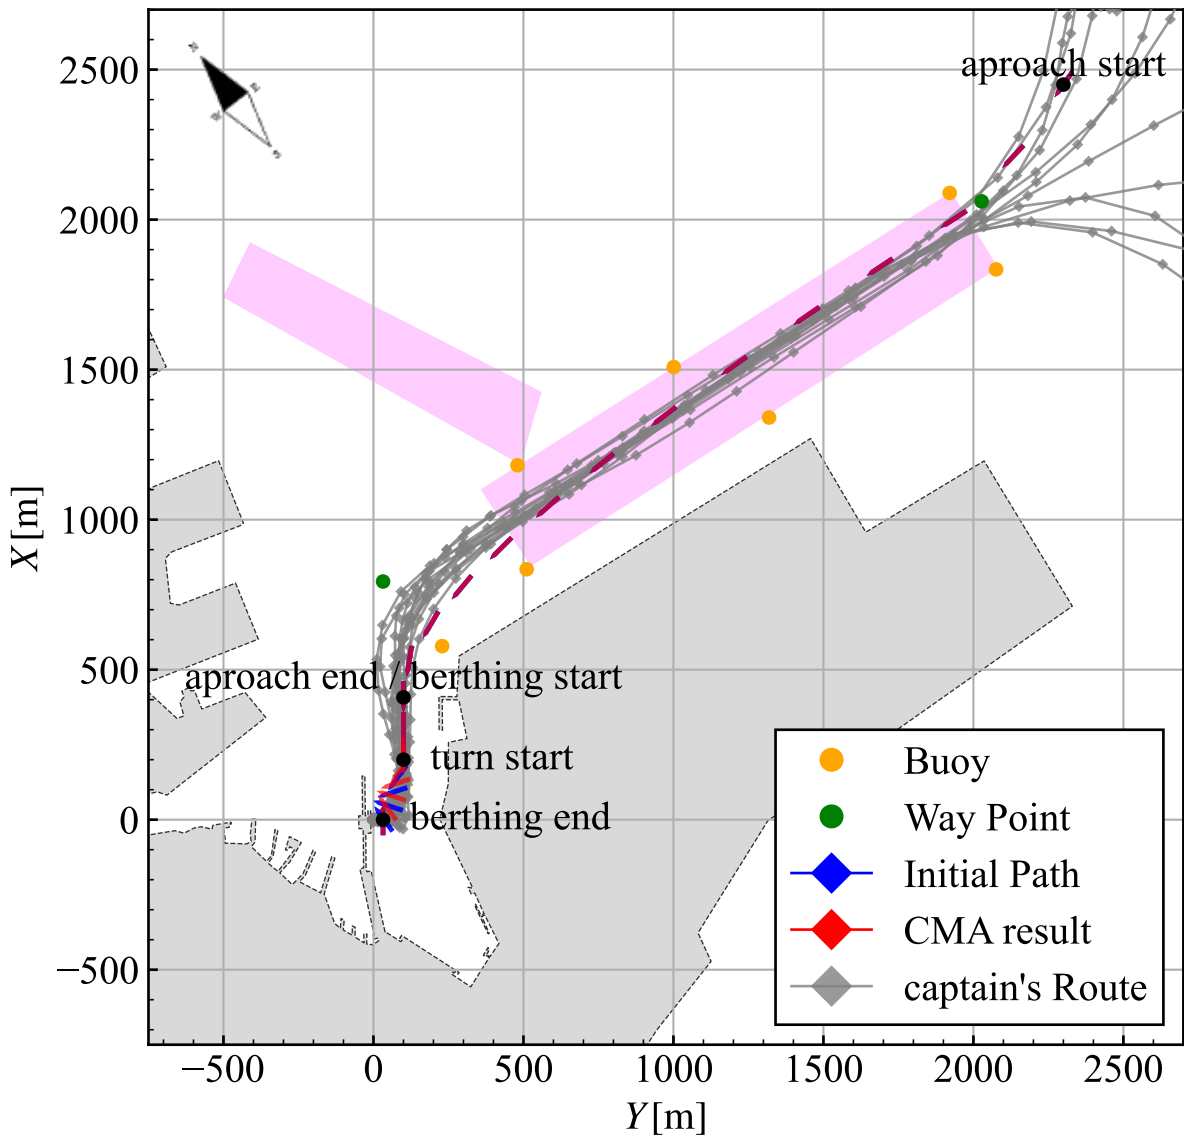 2500
2000
1500
1000
500
0
−500
X[m]
aproach start
aproach end / berthing start
turn start
berthing end
Buoy
Way Point
Initial Path
CMA result
captain's Route
−500
0
500
1000
1500
2000
2500
Y[m]